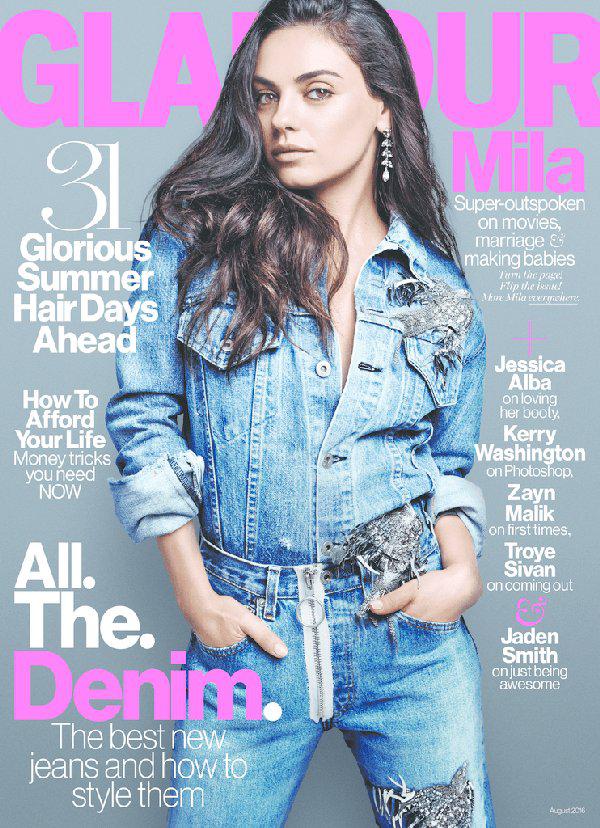 GLAMOUR
Mila
Super-outspoken
on movies,
marriage &
making babies
Turn the page!
Flip the issue!
More Mila everywhere.
31
Glorious
Summer
Hair Days
Ahead
+
Jessica
Alba
on loving
her booty,
Kerry
Washington
on Photoshop,
Zayn
Malik
on first times,
Troye
Sivan
on coming out
&
Jaden
Smith
on just being
awesome
How To
Afford
Your Life
Money tricks
you need
NOW
All.
The.
Denim.
The best new
jeans and how to
style them
August 2016